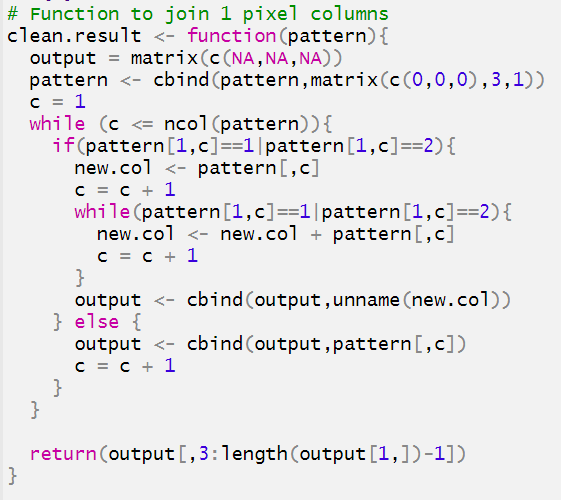 # Function to join 1 pixel columns
clean.result <- function(pattern){
  output = matrix(c(NA,NA,NA))
  pattern <- cbind(pattern,matrix(c(0,0,0),3,1))
  c = 1
  while (c <= ncol(pattern)){
    if(pattern[1,c]==1|pattern[1,c]==2){
      new.col <- pattern[,c]
      c = c + 1
      while(pattern[1,c]==1|pattern[1,c]==2){
        new.col <- new.col + pattern[,c]
        c = c + 1
      }
      output <- cbind(output,unname(new.col))
    } else {
      output <- cbind(output,pattern[,c])
      c = c + 1
    }
  }

  return(output[,3:length(output[1,])-1])
}